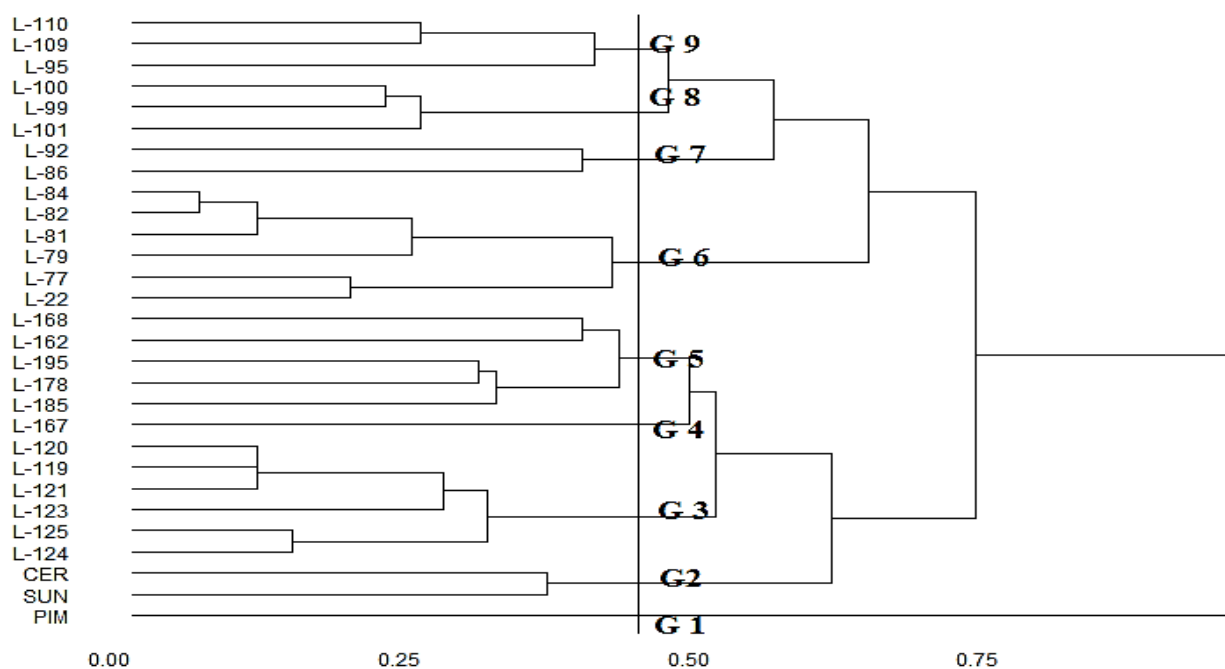 L-110
L-109
G 9
L-95
L-100
G 8
L-99
L-101
L-92
G 7
L-86
L-84
L-82
L-81
L-79
G 6
L-77
L-22
L-168
L-162
G 5
L-195
L-178
L-185
L-167
G 4
L-120
L-119
L-121
L-123
G 3
L-125
L-124
CER
G2
SUN
PIM
G 1
0.00 0.25 0.50 0.75